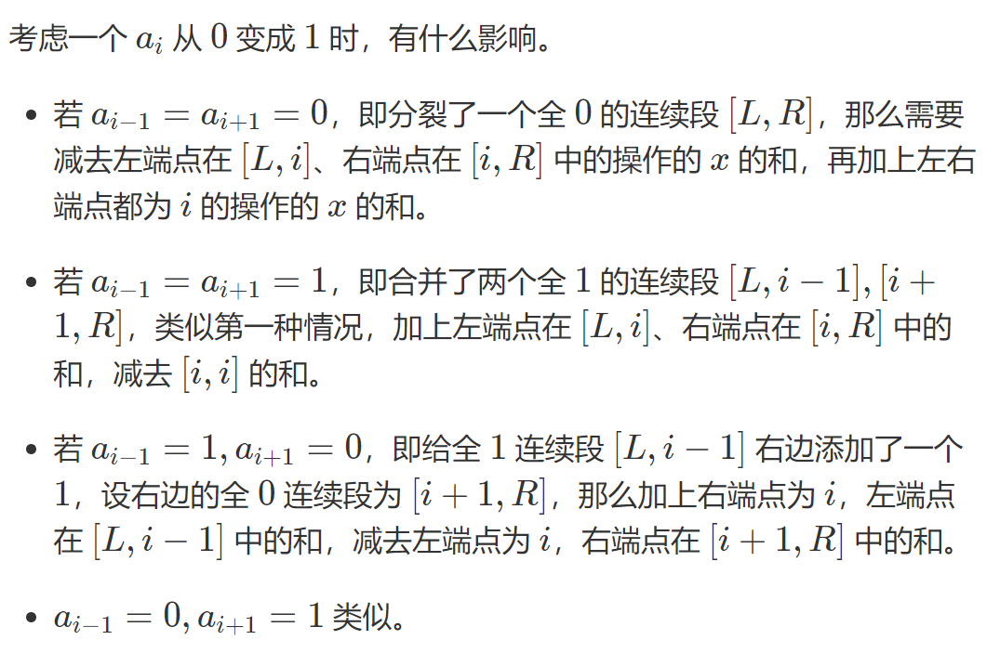 考虑一个 $a_i$ 从 $0$ 变成 $1$ 时，有什么影响。
• 若 $a_{i-1} = a_{i+1} = 0$，即分裂了一个全 $0$ 的连续段 $[L, R]$，那么需要
减去左端点在 $[L, i]$、右端点在 $[i, R]$ 中的操作的 $x$ 的和，再加上左右
端点都为 $i$ 的操作的 $x$ 的和。
• 若 $a_{i-1} = a_{i+1} = 1$，即合并了两个全 $1$ 的连续段 $[L, i-1], [i+$
$1, R]$，类似第一种情况，加上左端点在 $[L, i]$、右端点在 $[i, R]$ 中的
和，减去 $[i, i]$ 的和。
• 若 $a_{i-1} = 1, a_{i+1} = 0$，即给全 $1$ 连续段 $[L, i-1]$ 右边添加了一个
$1$，设右边的全 $0$ 连续段为 $[i+1, R]$，那么加上右端点为 $i$，左端点
在 $[L, i-1]$ 中的和，减去左端点为 $i$，右端点在 $[i+1, R]$ 中的和。
• $a_{i-1} = 0, a_{i+1} = 1$ 类似。